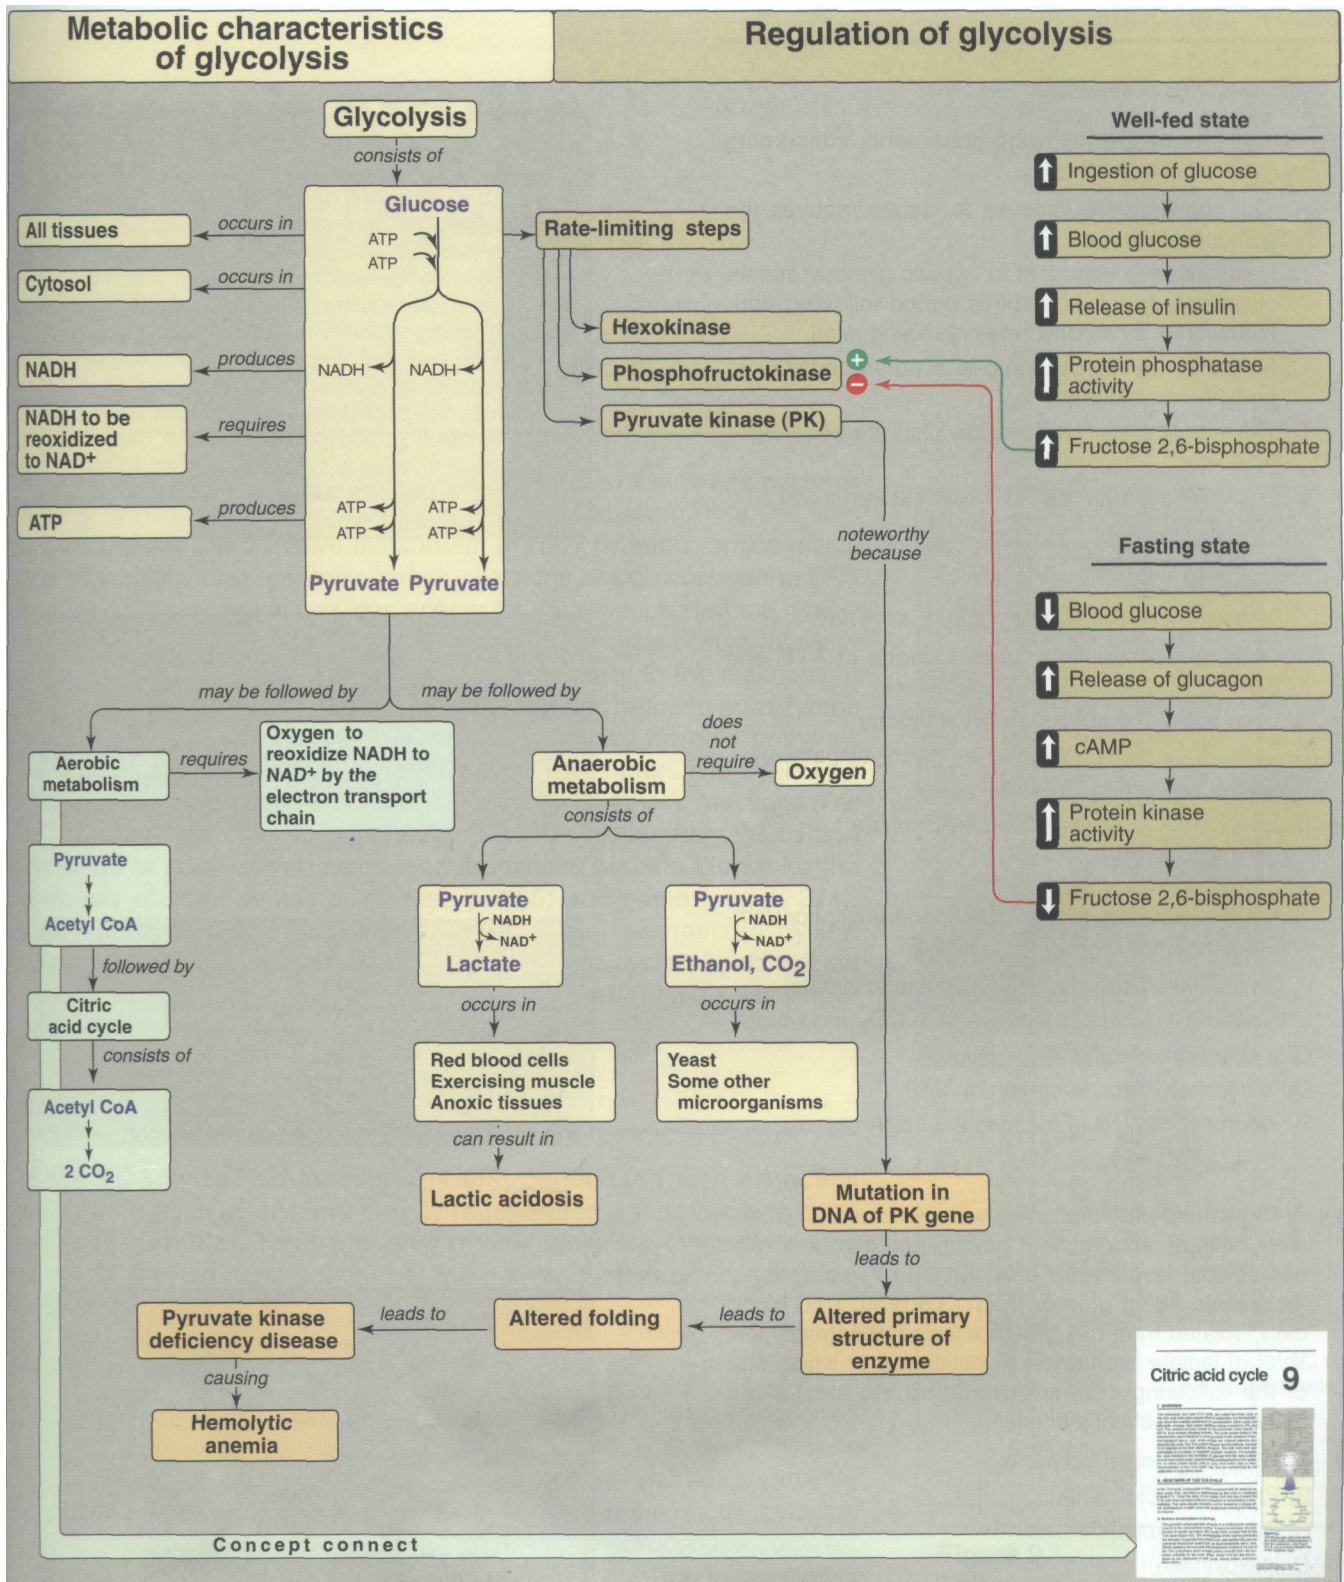 Metabolic characteristics
of glycolysis
Regulation of glycolysis
Glycolysis
consists of
Glucose
ATP
ATP
NADH
NADH
ATP
ATP
ATP
ATP
Pyruvate
Pyruvate
occurs in
All tissues
occurs in
Cytosol
produces
NADH
requires
NADH to be
reoxidized
to NAD+
produces
ATP
Rate-limiting steps
Hexokinase
Phosphofructokinase
+
−
Pyruvate kinase (PK)
noteworthy
because
Well-fed state
↑ Ingestion of glucose
↑ Blood glucose
↑ Release of insulin
↑ Protein phosphatase
activity
↑ Fructose 2,6-bisphosphate
Fasting state
↓ Blood glucose
↑ Release of glucagon
↑ cAMP
↑ Protein kinase
activity
↓ Fructose 2,6-bisphosphate
may be followed by
may be followed by
Aerobic
metabolism
requires
Oxygen to
reoxidize NADH to
NAD+ by the
electron transport
chain
Pyruvate
Acetyl CoA
followed by
Citric
acid cycle
consists of
Acetyl CoA
2 CO2
Anaerobic
metabolism
does
not
require
Oxygen
consists of
Pyruvate
NADH
NAD+
Lactate
occurs in
Red blood cells
Exercising muscle
Anoxic tissues
can result in
Lactic acidosis
Pyruvate
NADH
NAD+
Ethanol, CO2
occurs in
Yeast
Some other
microorganisms
Mutation in
DNA of PK gene
leads to
Altered primary
structure of
enzyme
leads to
Altered folding
leads to
Pyruvate kinase
deficiency disease
causing
Hemolytic
anemia
Citric acid cycle 9
Concept connect